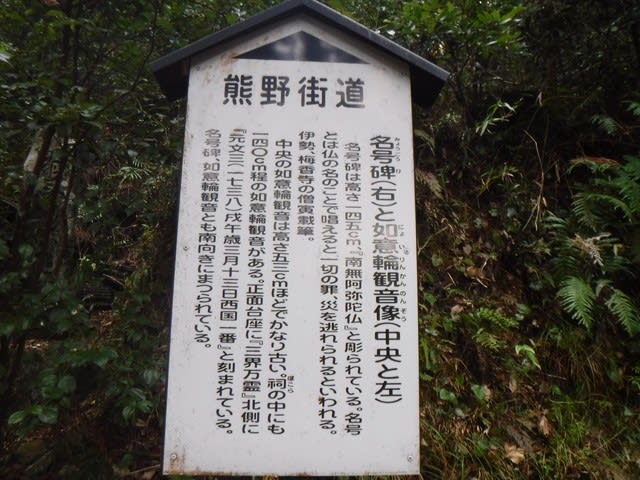 熊野街道
名号碑(右)と如意輪観音像(中央と左)
名号碑は高さ一四五cm『南無阿弥陀仏』と彫られている。名号
とは仏の名のことで唱えると一切の罪、災を逃れられるといわれる。
伊勢、梅香寺の僧寅載筆。
中央の如意輪観音は高さ五三cmほどでかなり古い。祠の中にも
一四〇cm程の如意輪観音がある。正面台座に『三界万霊』北側に
『元文三(一七三八)戌午歳三月十三日西国一番』と刻まれている。
名号碑、如意輪観音とも南向きにまつられている。